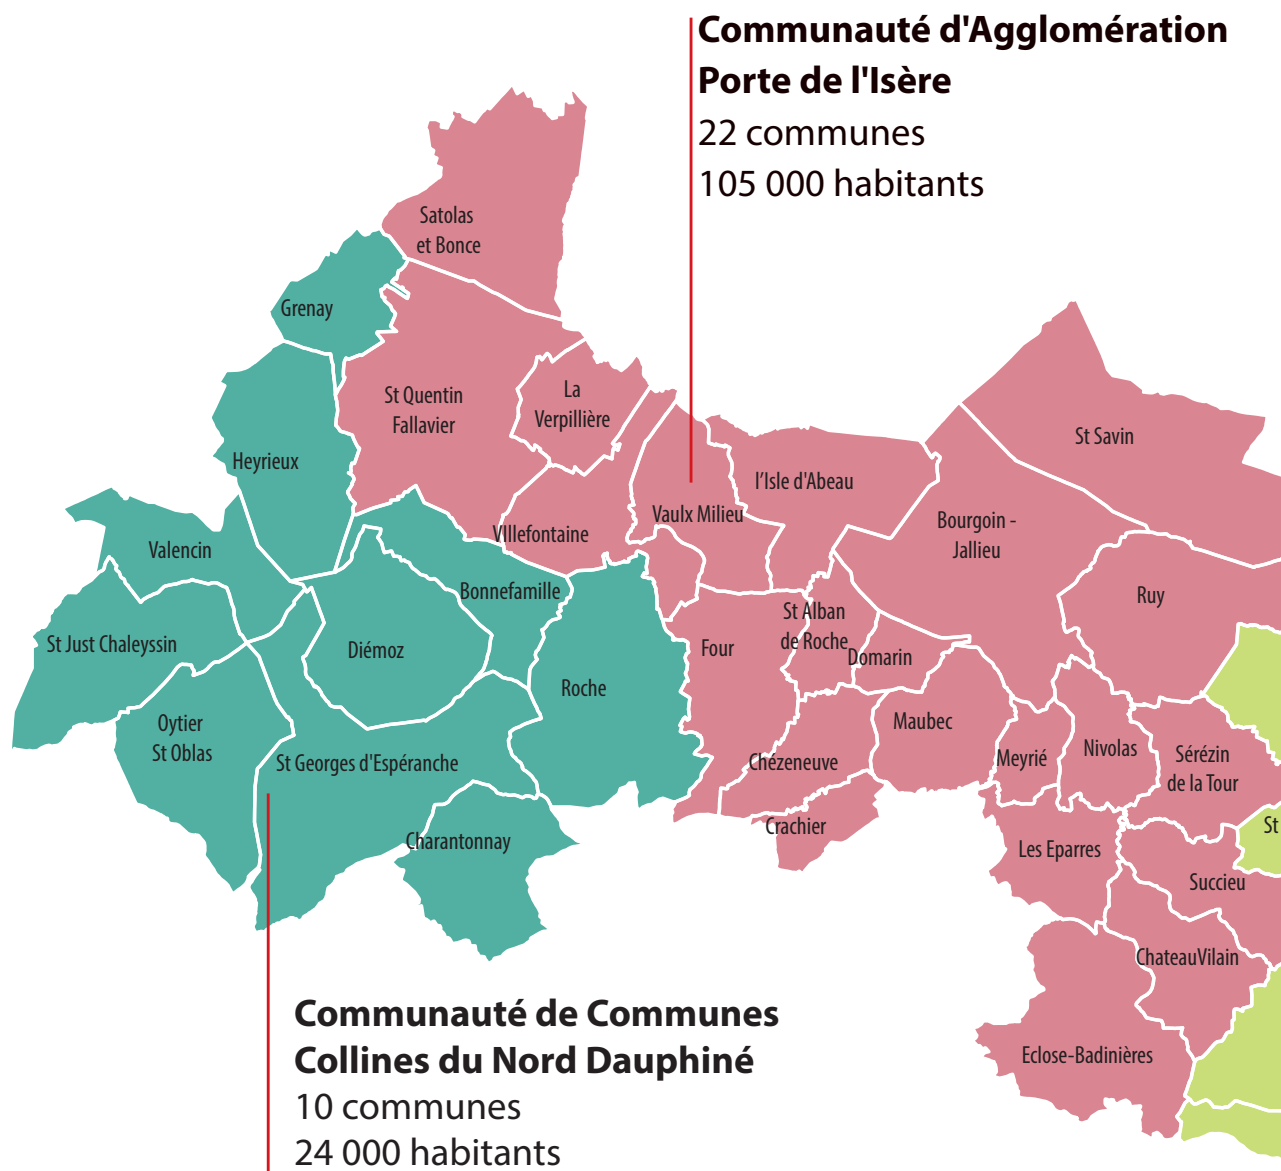 Communauté d'Agglomération
Porte de l'Isère
22 communes
105 000 habitants
Satolas
et Bonce
Grenay
St Quentin
Fallavier
La
Verpillière
St Savin
Heyrieux
l'Isle d'Abeau
Vaulx Milieu
Bourgoin -
Jallieu
VIllefontaine
Valencin
Bonnefamille
Ruy
St Alban
de Roche
St Just Chaleyssin
Diémoz
Four
Domarin
Roche
Oytier
St Oblas
Maubec
St Georges d'Espéranche
Chézeneuve
Meyrié
Nivolas
Sérézin
de la Tour
Crachier
St
Charantonnay
Les Eparres
Succieu
ChateauVilain
Eclose-Badinières
Communauté de Communes
Collines du Nord Dauphiné
10 communes
24 000 habitants